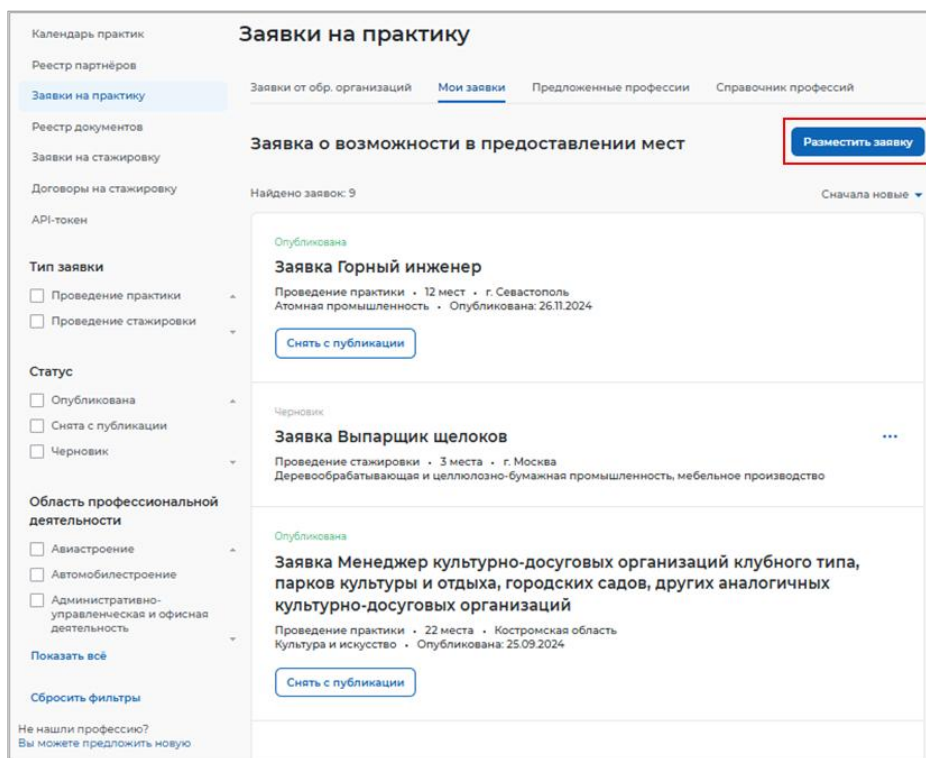 Календарь практик
Реестр партнёров
Заявки на практику
Реестр документов
Заявки на стажировку
Договоры на стажировку
API-токен
Тип заявки
Проведение практики
Проведение стажировки
Статус
Опубликована
Снята с публикации
Черновик
Область профессиональной
деятельности
Авиастроение
Автомобилестроение
Административно-
управленческая и офисная
деятельность
Показать всё
Сбросить фильтры
Не нашли профессию?
Вы можете предложить новую
Заявки на практику
Заявки от обр. организаций Мои заявки Предложенные профессии Справочник профессий
Заявка о возможности в предоставлении мест
Разместить заявку
Найдено заявок: 9
Сначала новые
Опубликована
Заявка Горный инженер
Проведение практики • 12 мест • г. Севастополь
Атомная промышленность • Опубликована: 26.11.2024
Снять с публикации
Черновик
Заявка Выпарщик щелоков
Проведение стажировки • 3 места • г. Москва
Деревообрабатывающая и целлюлозно-бумажная промышленность, мебельное производство
Опубликована
Заявка Менеджер культурно-досуговых организаций клубного типа,
парков культуры и отдыха, городских садов, других аналогичных
культурно-досуговых организаций
Проведение практики • 22 места • Костромская область
Культура и искусство • Опубликована: 25.09.2024
Снять с публикации